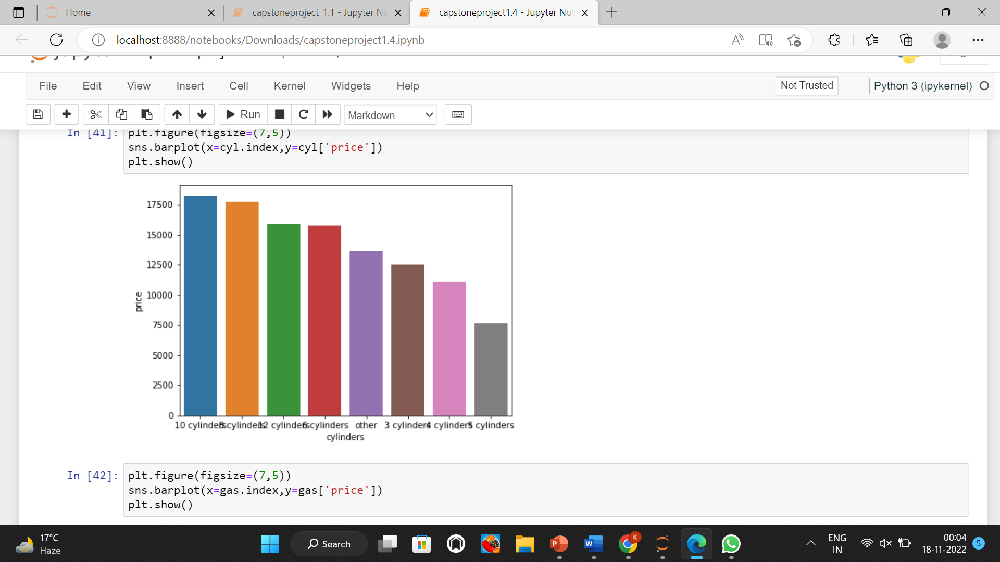 Home
capstoneproject_1.1 - Jupyter No
capstoneproject1.4 - Jupyter Not
localhost:8888/notebooks/Downloads/capstoneproject1.4.ipynb
File Edit View Insert Cell Kernel Widgets Help
Not Trusted
Python 3 (ipykernel)
Run
Markdown
In [41]: plt.figure(figsize=(7,5))
sns.barplot(x=cyl.index,y=cyl['price'])
plt.show()
17500
15000
12500
10000
7500
5000
2500
0
price
10 cylinders 8 cylinders 12 cylinders 6 cylinders other 3 cylinders 4 cylinders 5 cylinders
cylinders
In [42]: plt.figure(figsize=(7,5))
sns.barplot(x=gas.index,y=gas['price'])
plt.show()
17°C
Haze
Search
P
W
K
ENG
IN
00:04
18-11-2022
5